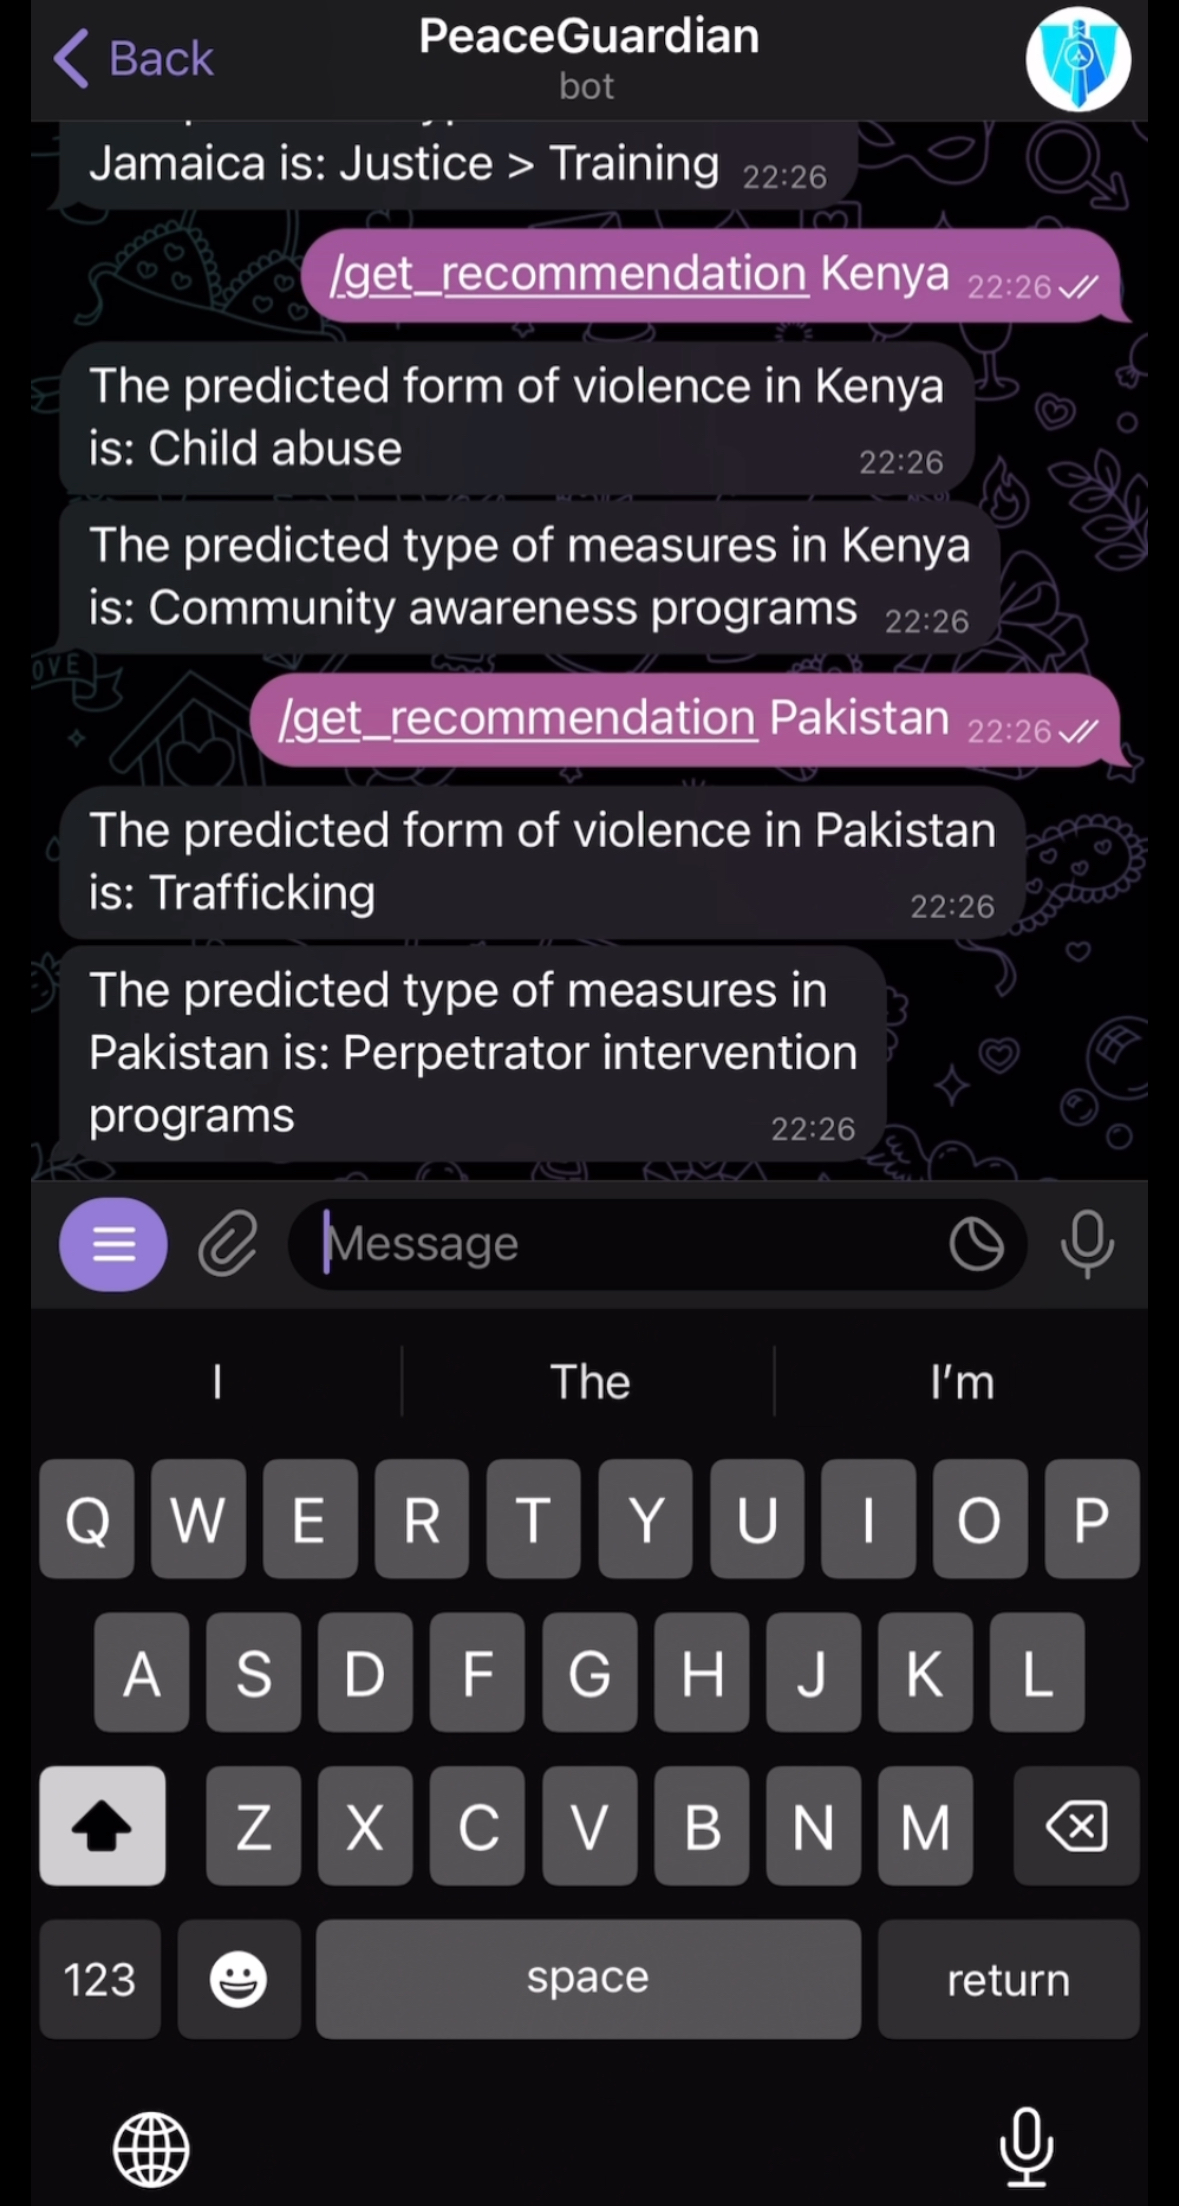 Back
PeaceGuardian
bot
Jamaica is: Justice > Training 22:26
/get_recommendation Kenya 22:26
The predicted form of violence in Kenya
is: Child abuse 22:26
The predicted type of measures in Kenya
is: Community awareness programs 22:26
OVE
/get_recommendation Pakistan 22:26
The predicted form of violence in Pakistan
is: Trafficking 22:26
The predicted type of measures in
Pakistan is: Perpetrator intervention
programs 22:26
Message
I The I'm
Q W E R T Y U I O P
A S D F G H J K L
Z X C V B N M
123 space return